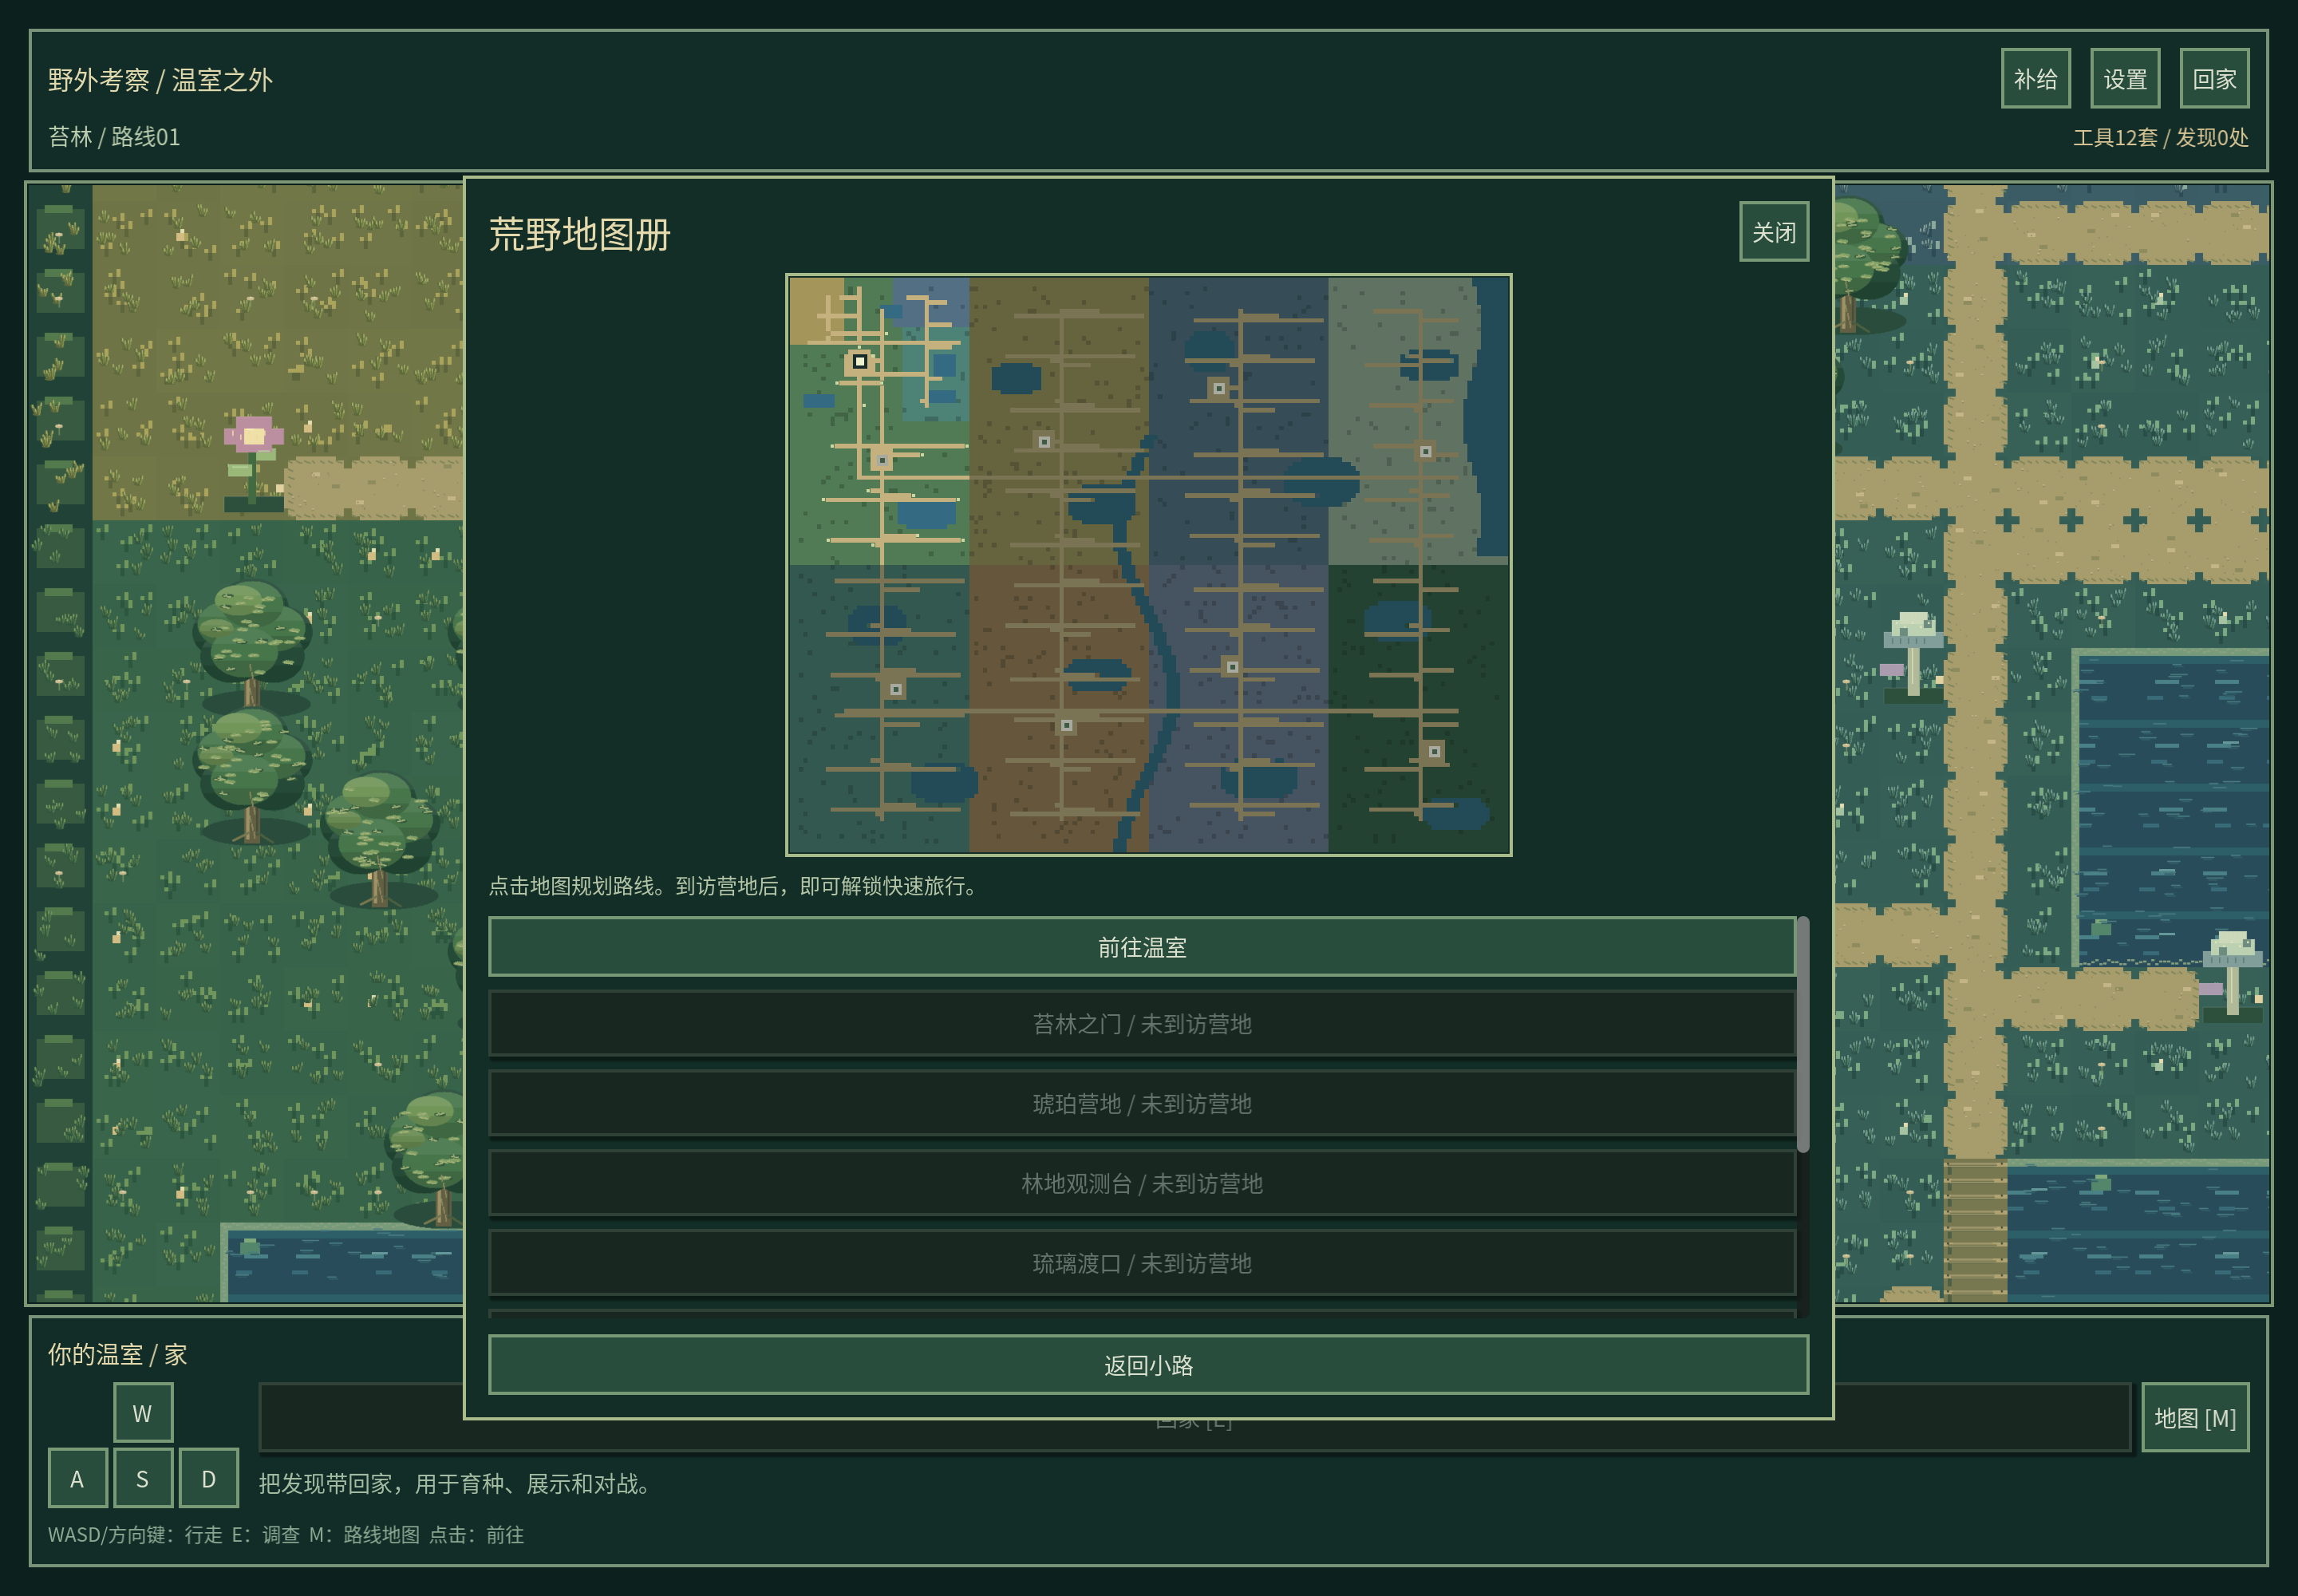 野外考察 / 温室之外
补给
设置
回家
苔林 / 路线01
工具12套 / 发现0处
荒野地图册
关闭
点击地图规划路线。到访营地后，即可解锁快速旅行。
前往温室
苔林之门 / 未到访营地
琥珀营地 / 未到访营地
林地观测台 / 未到访营地
琉璃渡口 / 未到访营地
返回小路
你的温室 / 家
W
回家 [E]
地图 [M]
A
S
D
把发现带回家，用于育种、展示和对战。
WASD/方向键：行走 E：调查 M：路线地图 点击：前往